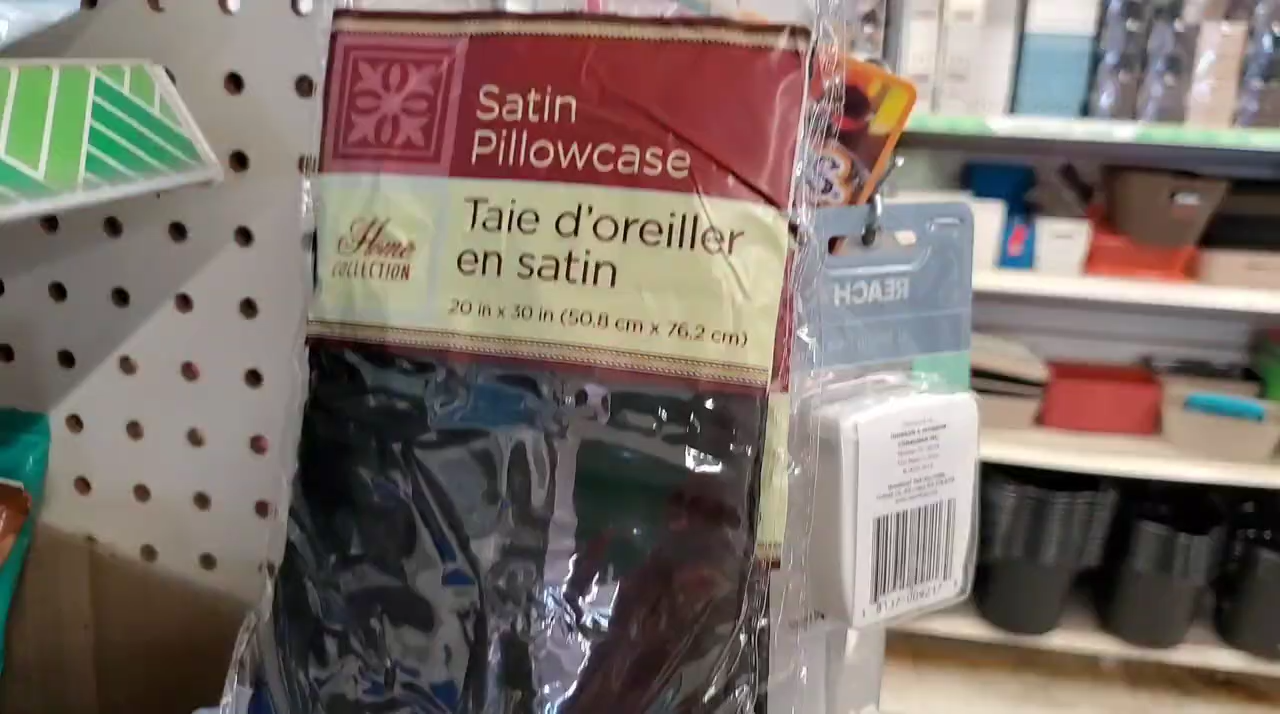 Satin
Pillowcase
Taie d'oreiller
en satin
Home
COLLECTION
20 in x 30 in (50.8 cm x 76.2 cm)
REACH